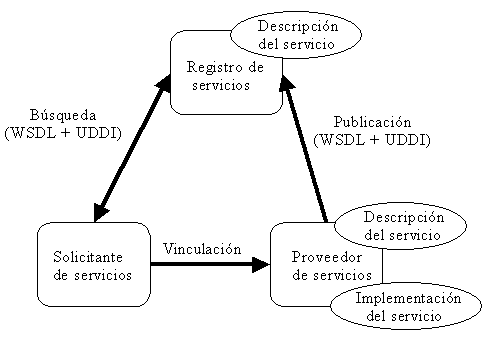 Descripción
del servicio
Registro de
servicios
Búsqueda
(WSDL + UDDI)
Publicación
(WSDL + UDDI)
Descripción
del servicio
Solicitante
de servicios
Vinculación
Proveedor
de servicios
Implementación
del servicio